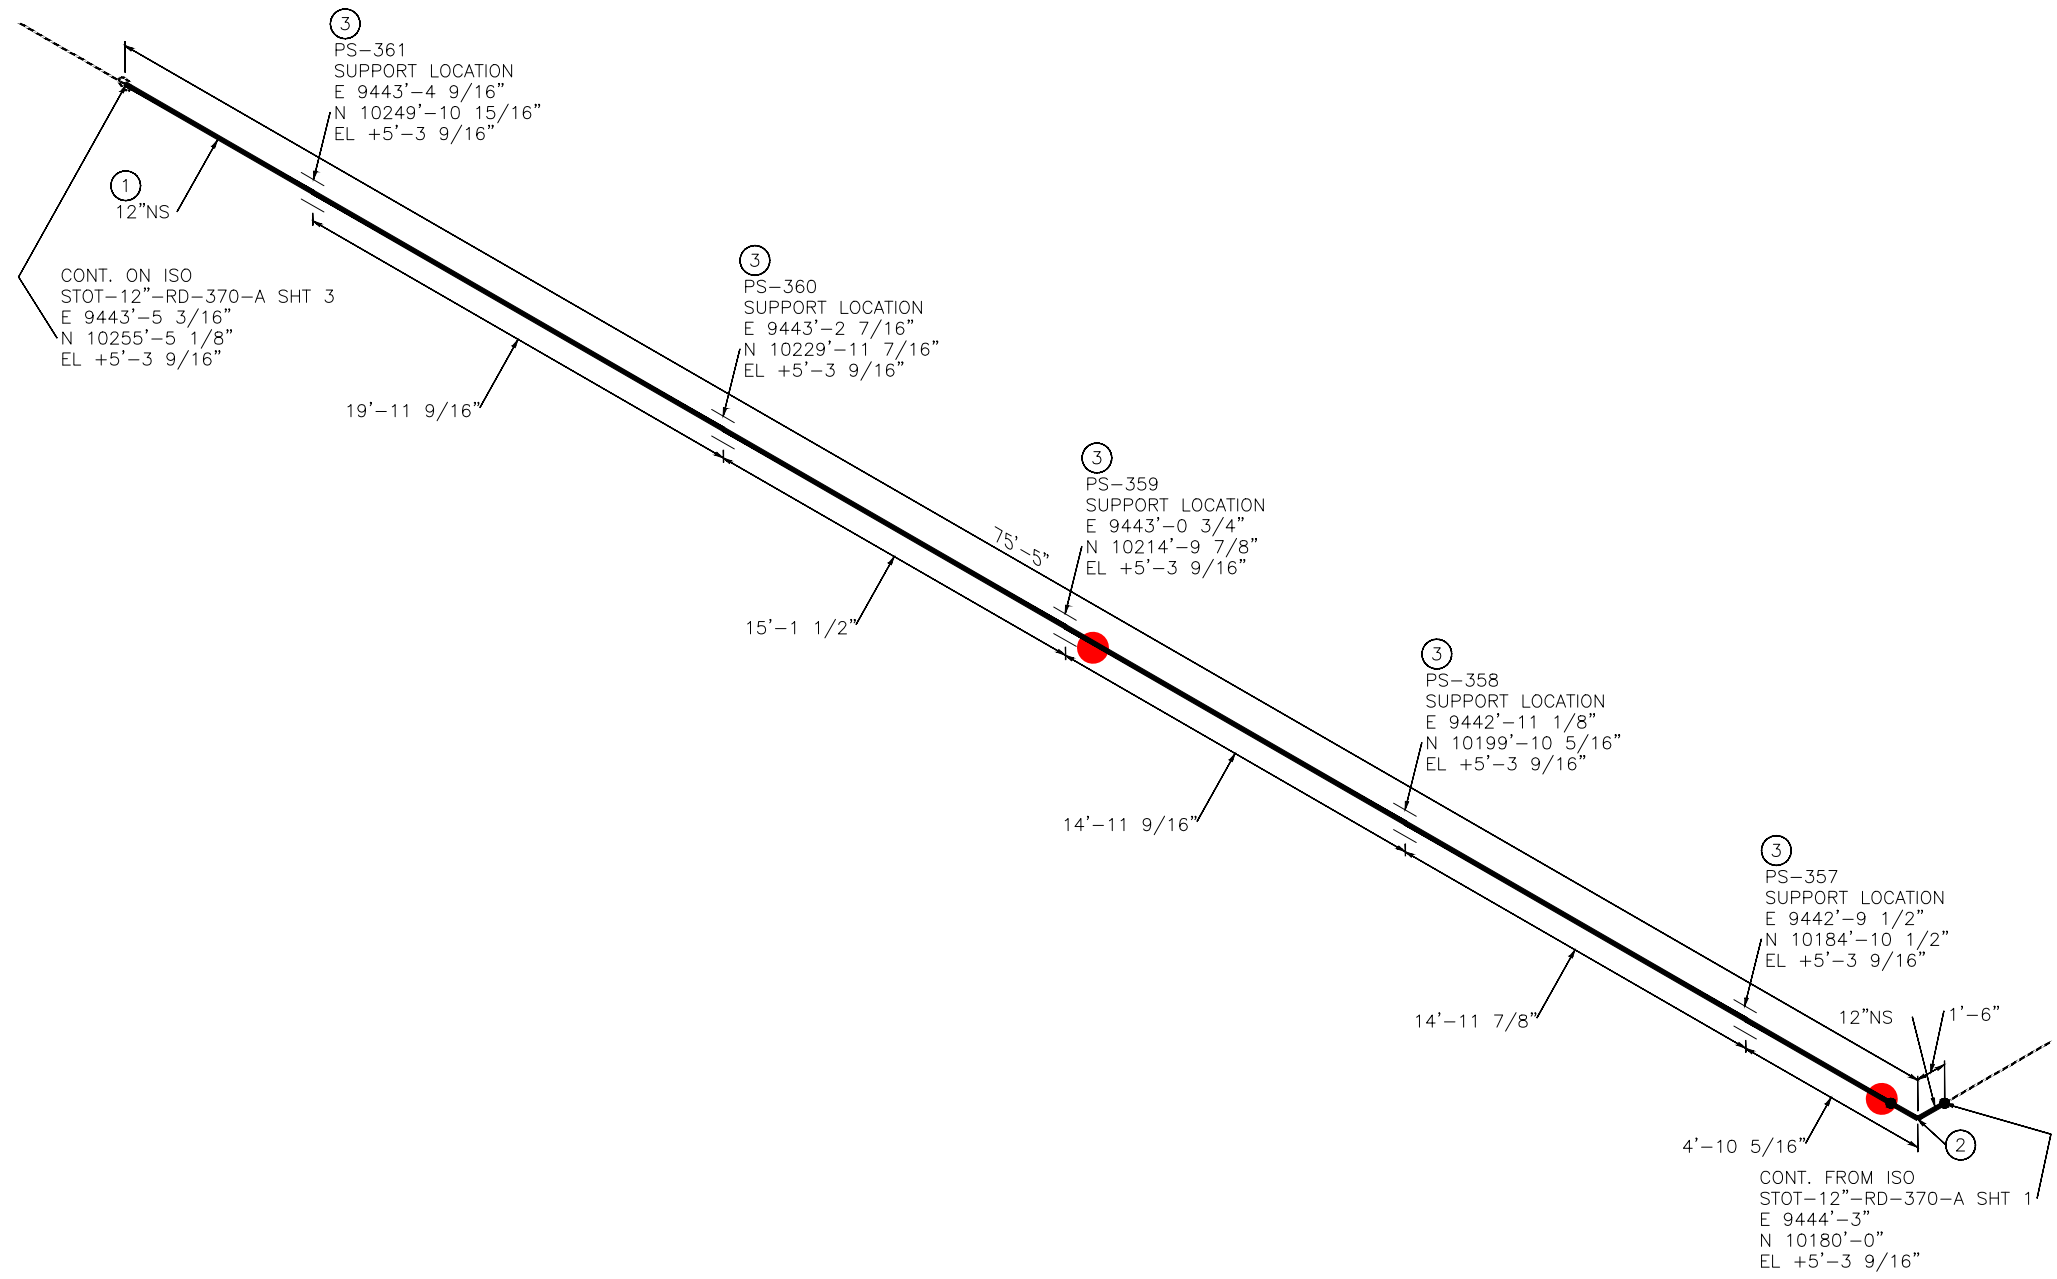 3
PS-361
SUPPORT LOCATION
E 9443'-4 9/16"
N 10249'-10 15/16"
EL +5'-3 9/16"
1
12"NS
CONT. ON ISO
STOT-12"-RD-370-A SHT 3
E 9443'-5 3/16"
N 10255'-5 1/8"
EL +5'-3 9/16"
3
PS-360
SUPPORT LOCATION
E 9443'-2 7/16"
N 10229'-11 7/16"
EL +5'-3 9/16"
19'-11 9/16"
3
PS-359
SUPPORT LOCATION
E 9443'-0 3/4"
N 10214'-9 7/8"
EL +5'-3 9/16"
75'-5"
15'-1 1/2"
3
PS-358
SUPPORT LOCATION
E 9442'-11 1/8"
N 10199'-10 5/16"
EL +5'-3 9/16"
14'-11 9/16"
3
PS-357
SUPPORT LOCATION
E 9442'-9 1/2"
N 10184'-10 1/2"
EL +5'-3 9/16"
14'-11 7/8"
12"NS
1'-6"
4'-10 5/16"
2
CONT. FROM ISO
STOT-12"-RD-370-A SHT 1
E 9444'-3"
N 10180'-0"
EL +5'-3 9/16"